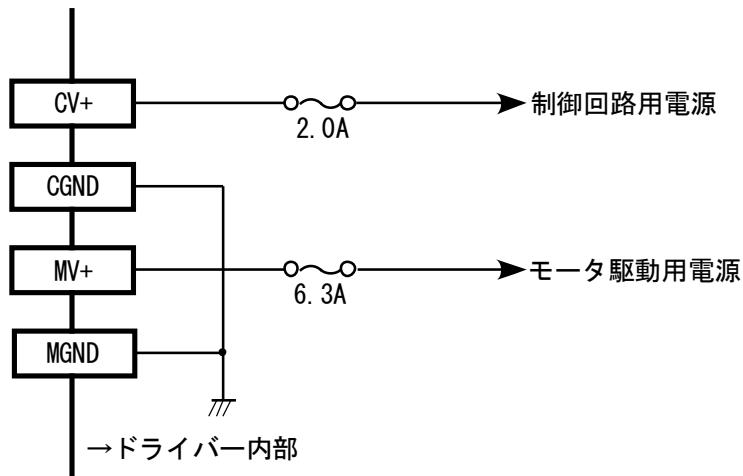 CV+
制御回路用電源
2.0A
CGND
MV+
モータ駆動用電源
6.3A
MGND
→ドライバー内部